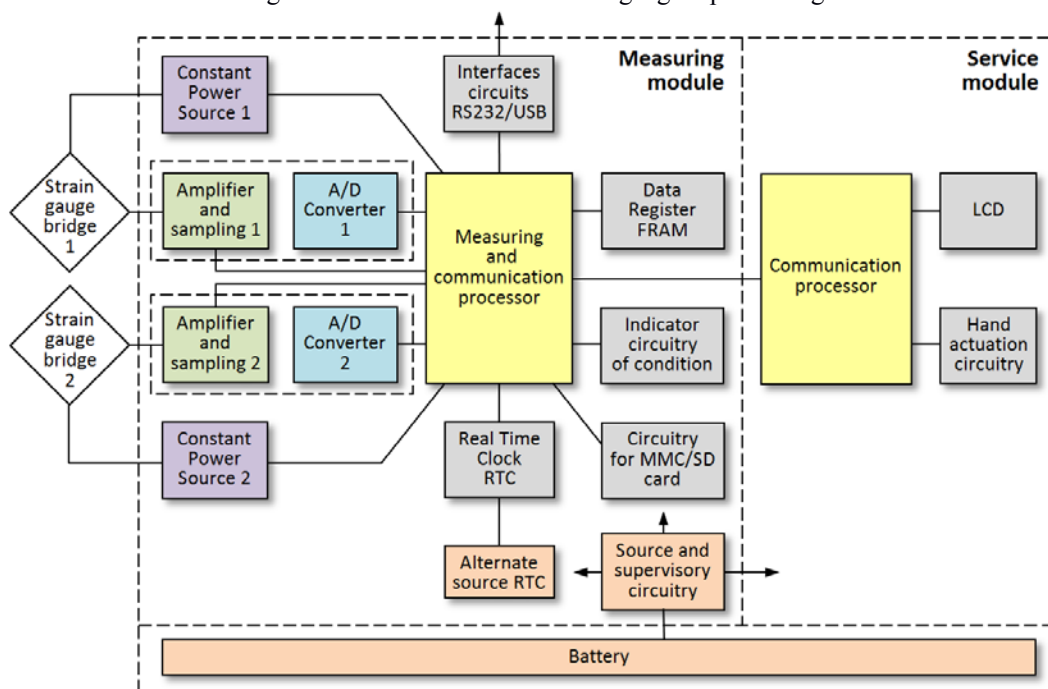 Measuring
module
Service
module
Constant
Power
Source 1
Interfaces
circuits
RS232/USB
Strain
gauge
bridge
1
Amplifier
and
sampling 1
A/D
Converter
1
Measuring
and
communication
processor
Data
Register
FRAM
Communication
processor
LCD
Strain
gauge
bridge
2
Amplifier
and
sampling 2
A/D
Converter
2
Indicator
circuitry
of condition
Hand
actuation
circuitry
Constant
Power
Source 2
Real Time
Clock
RTC
Circuitry
for MMC/SD
card
Alternate
source RTC
Source and
supervisory
circuitry
Battery